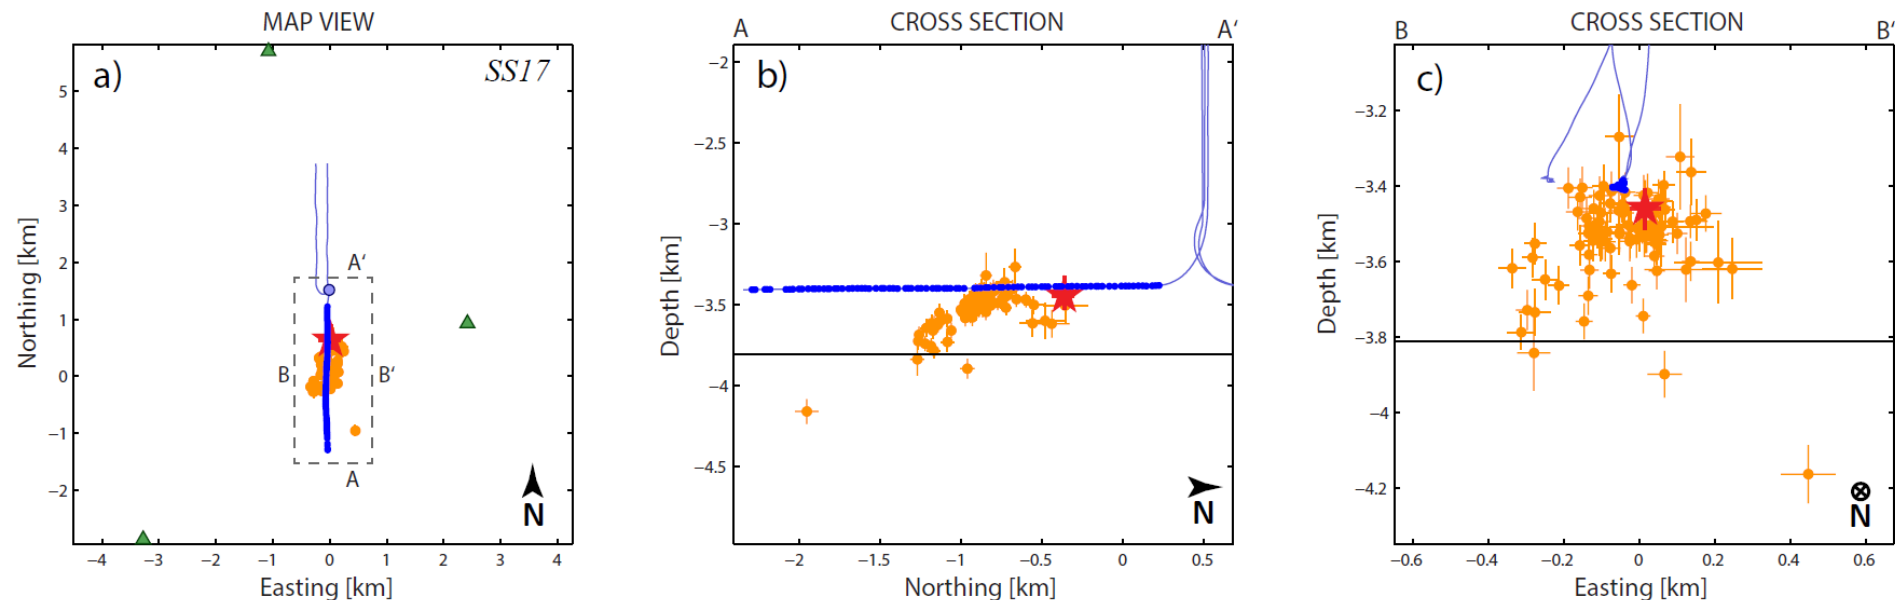 MAP VIEW
a)
SS17
A‘
B
B‘
A
N
5
4
3
2
1
0
−1
−2
−4
−3
−2
−1
0
1
2
3
4
Northing [km]
Easting [km]
CROSS SECTION
A
A‘
b)
−2
−2.5
−3
−3.5
−4
−4.5
−2
−1.5
−1
−0.5
0
0.5
Depth [km]
Northing [km]
N
CROSS SECTION
B
B‘
c)
−3.2
−3.4
−3.6
−3.8
−4
−4.2
−0.6
−0.4
−0.2
0
0.2
0.4
0.6
Depth [km]
Easting [km]
N